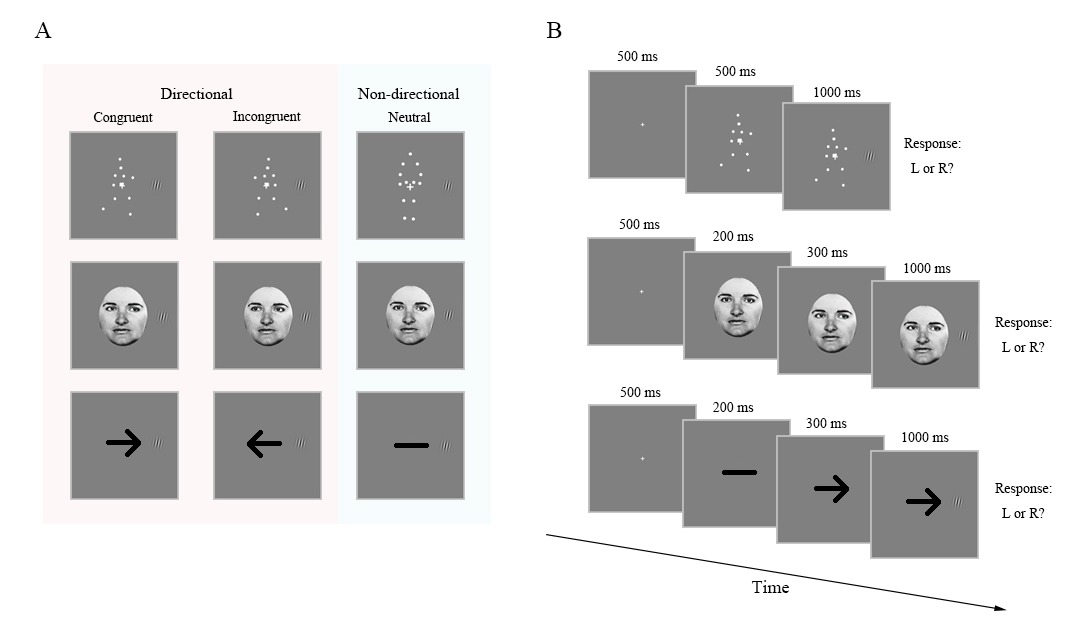 A
Directional
Non-directional
Congruent
Incongruent
Neutral
B
500 ms
500 ms
1000 ms
Response:
L or R?
500 ms
200 ms
300 ms
1000 ms
Response:
L or R?
500 ms
200 ms
300 ms
1000 ms
Response:
L or R?
Time